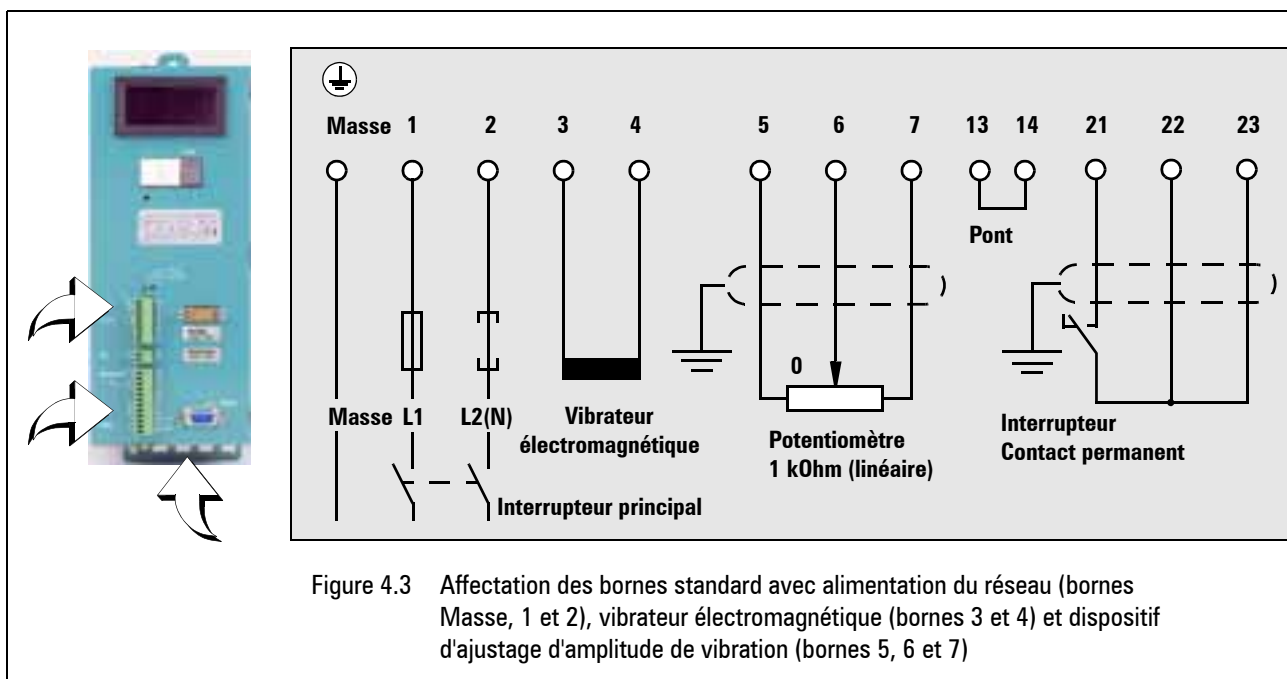 Masse 1 2 3 4 5 6 7 13 14 21 22 23
Pont
0
Masse L1 L2(N) Vibrateur
électromagnétique
Potentiomètre
1 kOhm (linéaire)
Interrupteur
Contact permanent
Interrupteur principal
Figure 4.3 Affectation des bornes standard avec alimentation du réseau (bornes
Masse, 1 et 2), vibrateur électromagnétique (bornes 3 et 4) et dispositif
d'ajustage d'amplitude de vibration (bornes 5, 6 et 7)